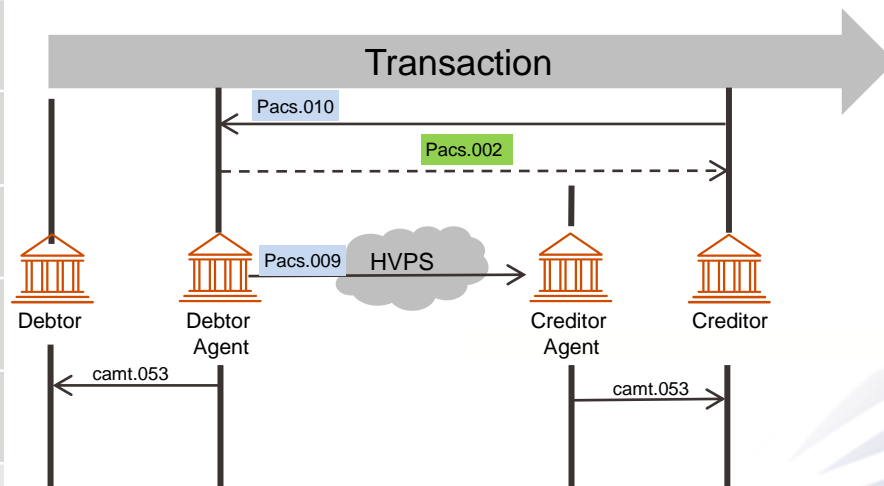 Transaction
Pacs.010
Pacs.002
Pacs.009
HVPS
Debtor
Debtor
Agent
Creditor
Agent
Creditor
camt.053
camt.053